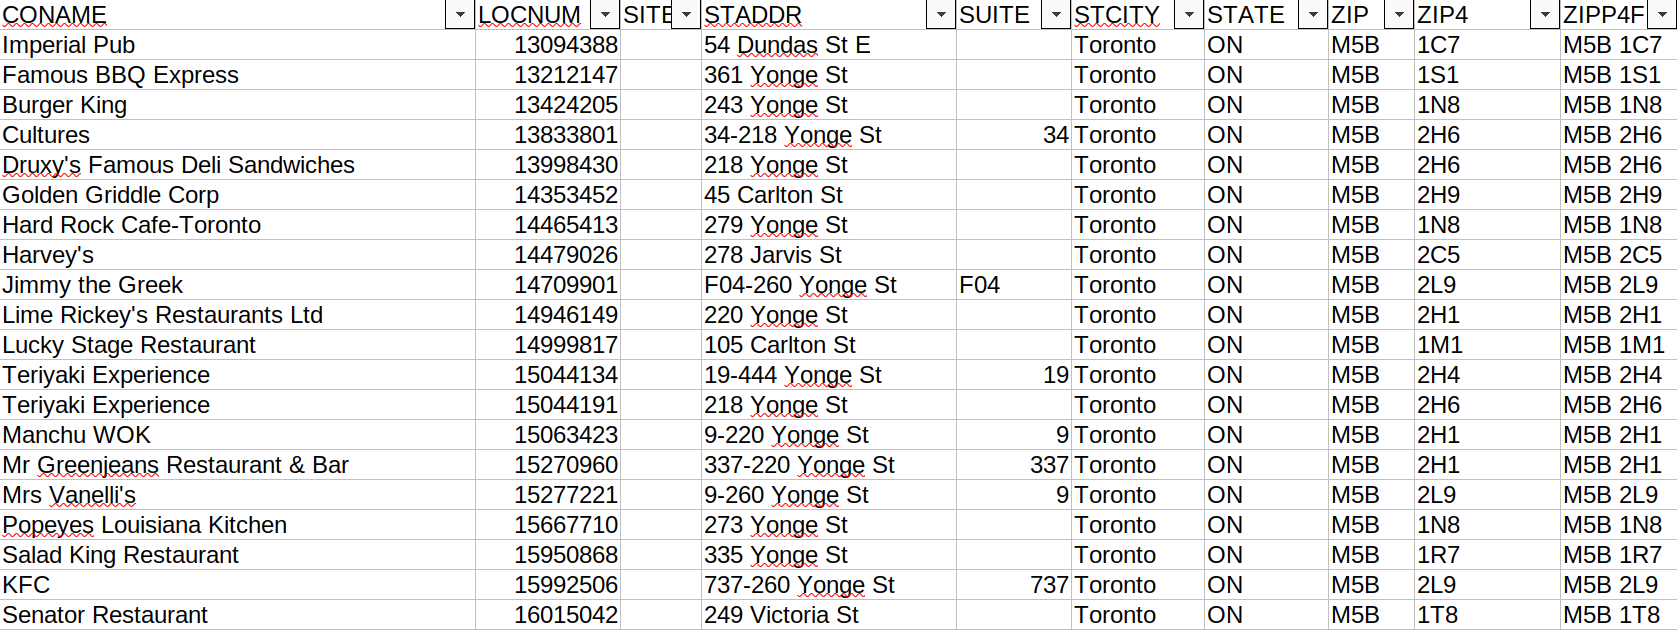 CONAME LOCNUM SITE STADDR SUITE STCITY STATE ZIP ZIP4 ZIPP4F
Imperial Pub 13094388 54 Dundas St E Toronto ON M5B 1C7 M5B 1C7
Famous BBQ Express 13212147 361 Yonge St Toronto ON M5B 1S1 M5B 1S1
Burger King 13424205 243 Yonge St Toronto ON M5B 1N8 M5B 1N8
Cultures 13833801 34-218 Yonge St 34 Toronto ON M5B 2H6 M5B 2H6
Druxy's Famous Deli Sandwiches 13998430 218 Yonge St Toronto ON M5B 2H6 M5B 2H6
Golden Griddle Corp 14353452 45 Carlton St Toronto ON M5B 2H9 M5B 2H9
Hard Rock Cafe-Toronto 14465413 279 Yonge St Toronto ON M5B 1N8 M5B 1N8
Harvey's 14479026 278 Jarvis St Toronto ON M5B 2C5 M5B 2C5
Jimmy the Greek 14709901 F04-260 Yonge St F04 Toronto ON M5B 2L9 M5B 2L9
Lime Rickey's Restaurants Ltd 14946149 220 Yonge St Toronto ON M5B 2H1 M5B 2H1
Lucky Stage Restaurant 14999817 105 Carlton St Toronto ON M5B 1M1 M5B 1M1
Teriyaki Experience 15044134 19-444 Yonge St 19 Toronto ON M5B 2H4 M5B 2H4
Teriyaki Experience 15044191 218 Yonge St Toronto ON M5B 2H6 M5B 2H6
Manchu WOK 15063423 9-220 Yonge St 9 Toronto ON M5B 2H1 M5B 2H1
Mr Greenjeans Restaurant & Bar 15270960 337-220 Yonge St 337 Toronto ON M5B 2H1 M5B 2H1
Mrs Vanelli's 15277221 9-260 Yonge St 9 Toronto ON M5B 2L9 M5B 2L9
Popeyes Louisiana Kitchen 15667710 273 Yonge St Toronto ON M5B 1N8 M5B 1N8
Salad King Restaurant 15950868 335 Yonge St Toronto ON M5B 1R7 M5B 1R7
KFC 15992506 737-260 Yonge St 737 Toronto ON M5B 2L9 M5B 2L9
Senator Restaurant 16015042 249 Victoria St Toronto ON M5B 1T8 M5B 1T8